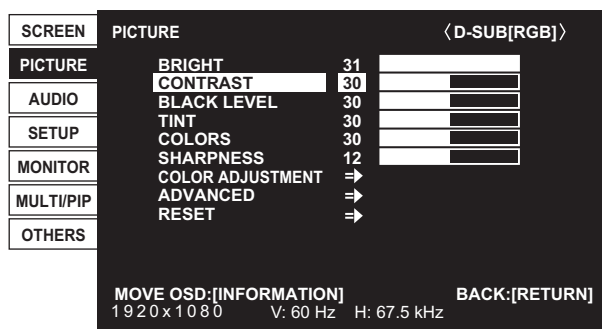 SCREEN
PICTURE
AUDIO
SETUP
MONITOR
MULTI/PIP
OTHERS
PICTURE 〈D-SUB[RGB]〉
BRIGHT 31
CONTRAST 30
BLACK LEVEL 30
TINT 30
COLORS 30
SHARPNESS 12
COLOR ADJUSTMENT
ADVANCED
RESET
MOVE OSD:[INFORMATION] BACK:[RETURN]
1920x1080 V: 60 Hz H: 67.5 kHz